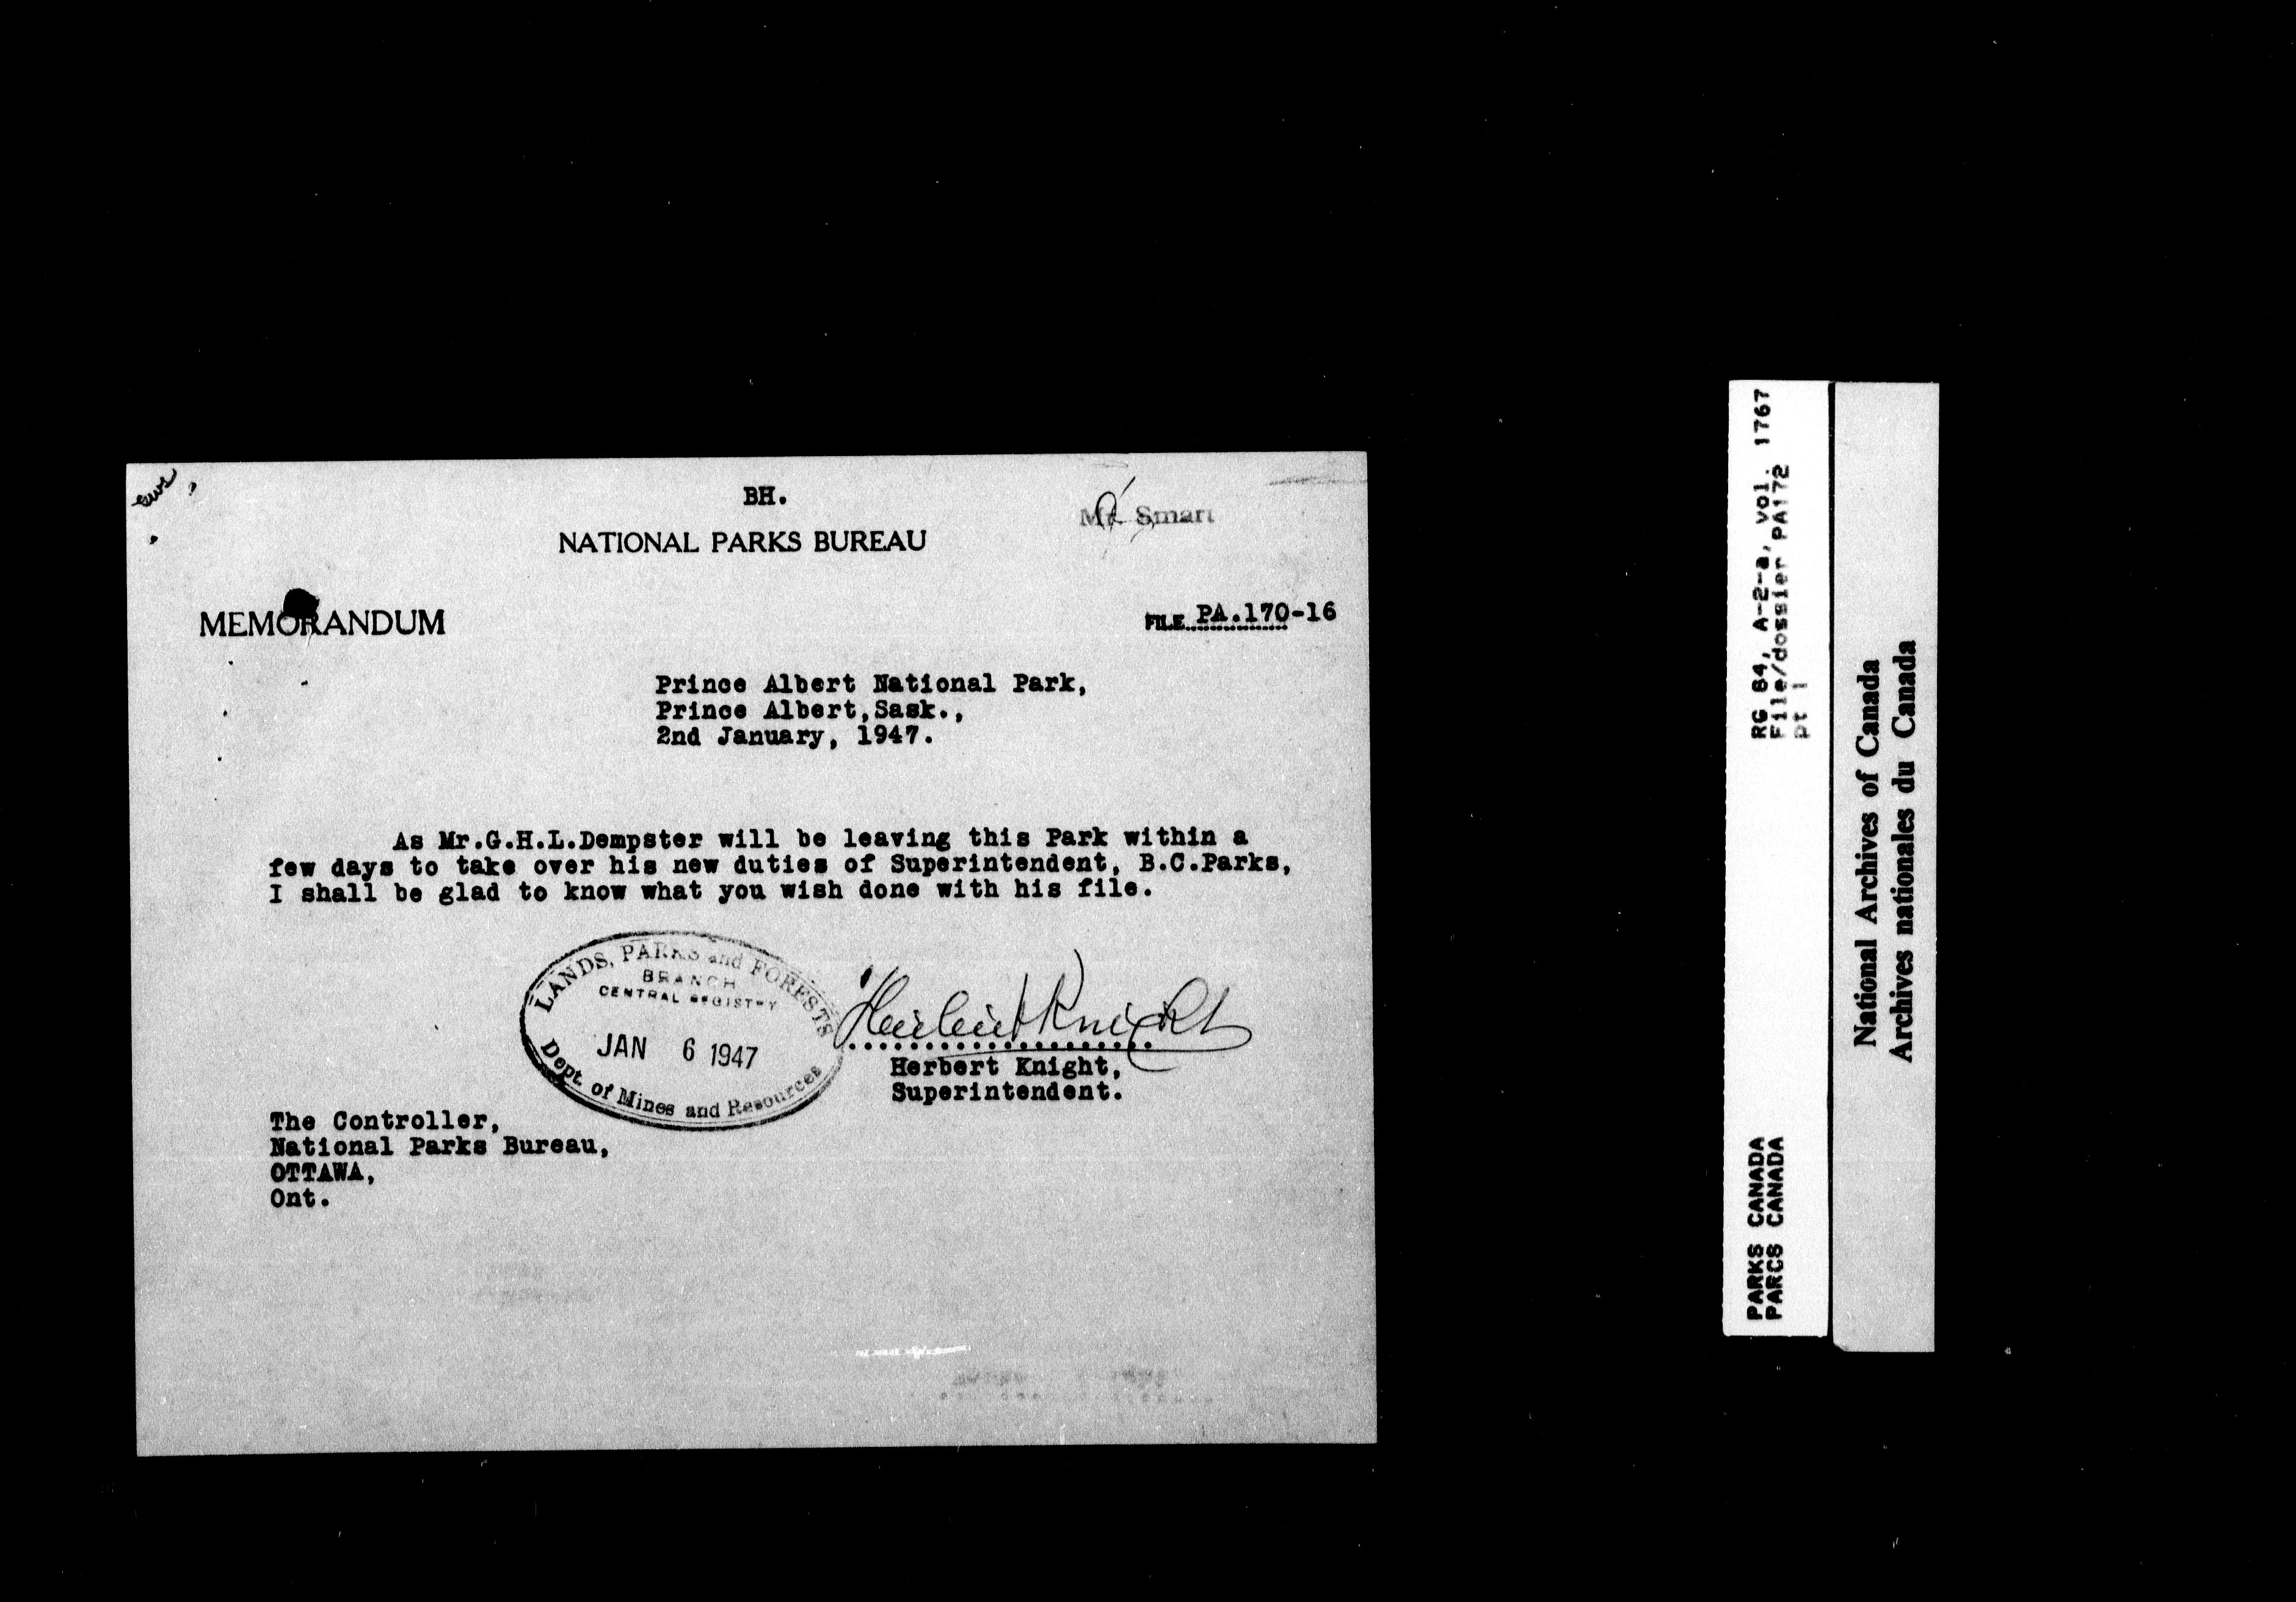 BH.
Mr. Smart
NATIONAL PARKS BUREAU
MEMORANDUM
FILE PA.170-16
Prince Albert National Park,
Prince Albert,Sask.,
2nd January, 1947.
As Mr.G.H.L.Dempster will be leaving this Park within a
few days to take over his new duties of Superintendent, B.C.Parks,
I shall be glad to know what you wish done with his file.
LANDS, PARKS and FORESTS
BRANCH
CENTRAL REGISTRY
JAN 6 1947
Dept. of Mines and Resources
Herbert Knight
Herbert Knight,
Superintendent.
The Controller,
National Parks Bureau,
OTTAWA,
Ont.
RG 84, A-2-a, vol. 1767
File/dossier PA172
pt 1
PARKS CANADA
PARCS CANADA
National Archives of Canada
Archives nationales du Canada